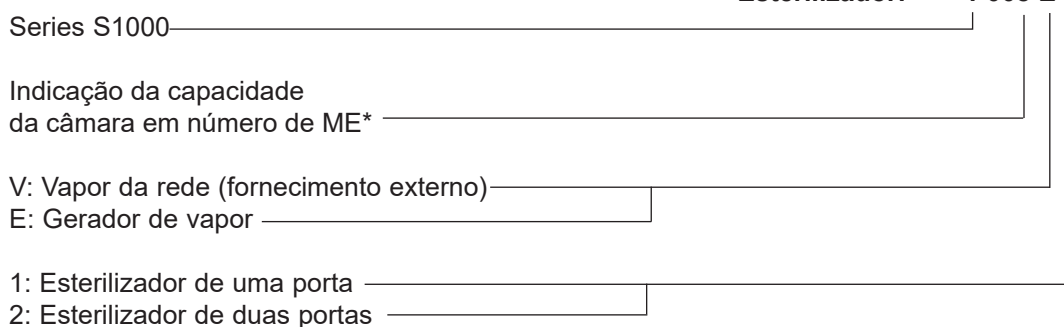 Series S1000
Indicação da capacidade
da câmara em número de ME*
V: Vapor da rede (fornecimento externo)
E: Gerador de vapor
1: Esterilizador de uma porta
2: Esterilizador de duas portas